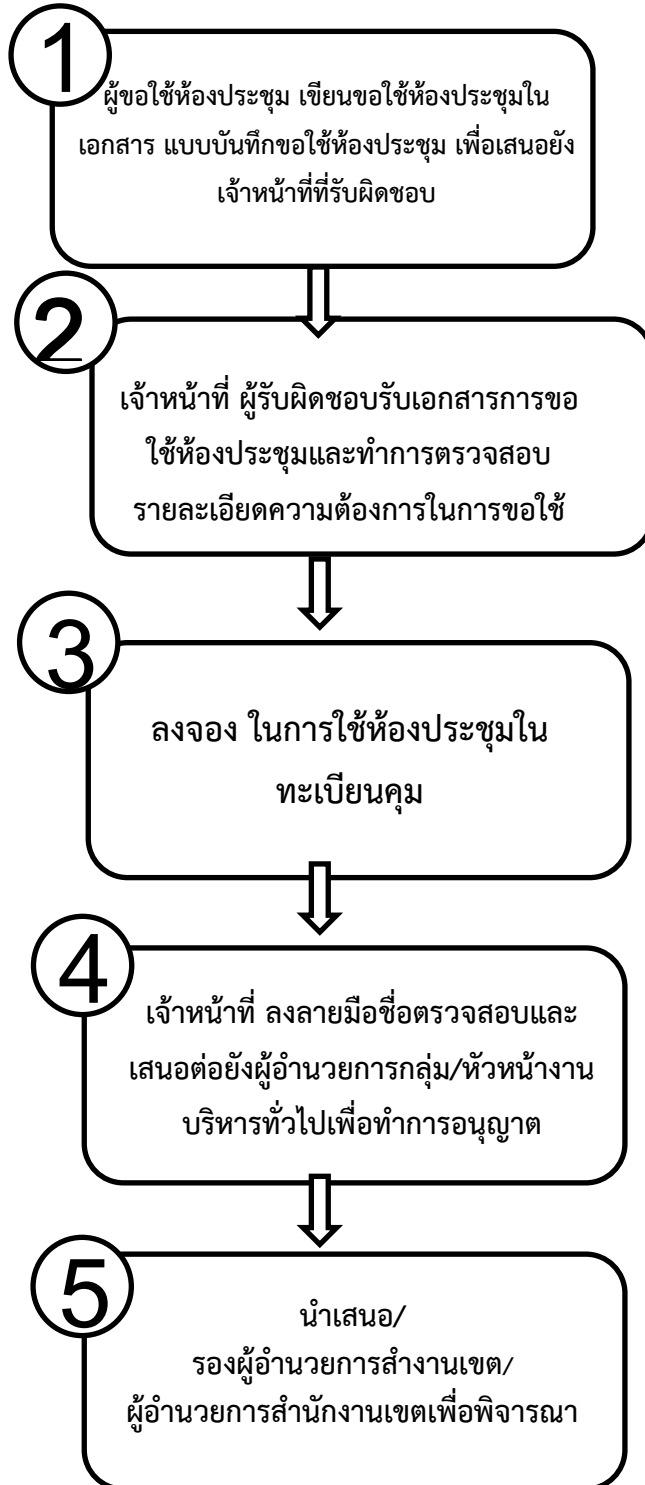 1
ผู้ขอใช้ห้องประชุม เขียนขอใช้ห้องประชุมใน
เอกสาร แบบบันทึกขอใช้ห้องประชุม เพื่อเสนอยัง
เจ้าหน้าที่ที่รับผิดชอบ
2
เจ้าหน้าที่ ผู้รับผิดชอบรับเอกสารการขอ
ใช้ห้องประชุมและทำการตรวจสอบ
รายละเอียดความต้องการในการขอใช้
3
ลงจอง ในการใช้ห้องประชุมใน
ทะเบียนคุม
4
เจ้าหน้าที่ ลงลายมือชื่อตรวจสอบและ
เสนอต่อยังผู้อำนวยการกลุ่ม/หัวหน้างาน
บริหารทั่วไปเพื่อทำการอนุญาต
5
นำเสนอ/
รองผู้อำนวยการสำงานเขต/
ผู้อำนวยการสำนักงานเขตเพื่อพิจารณา